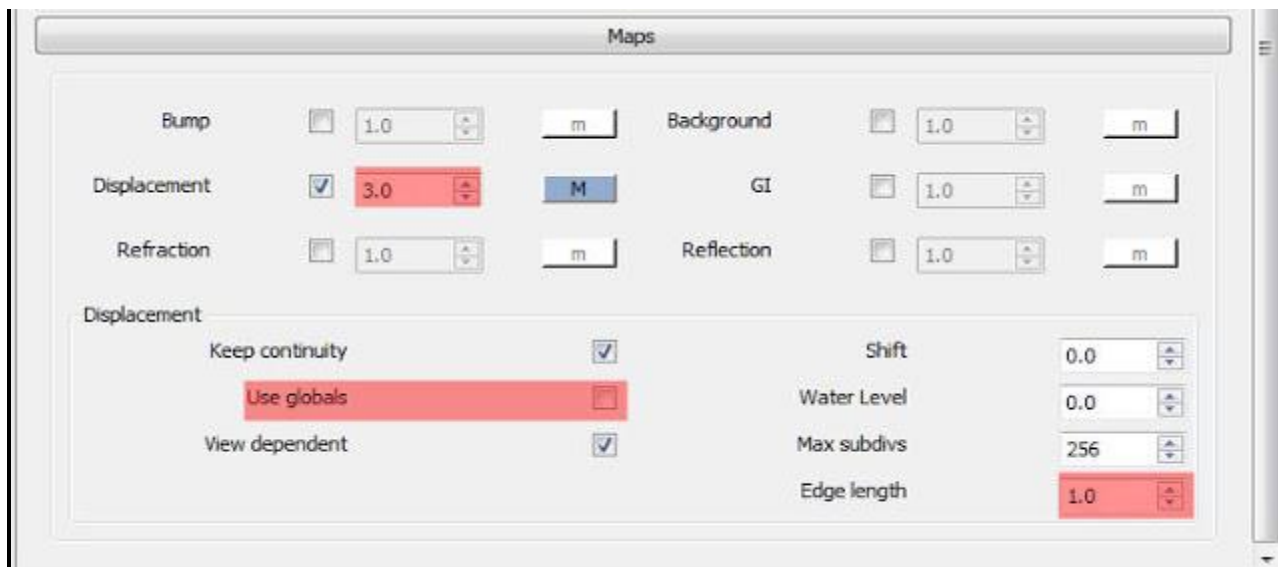 Maps
Bump 1.0 m Background 1.0 m
Displacement 3.0 M GI 1.0 m
Refraction 1.0 m Reflection 1.0 m
Displacement
Keep continuity Shift 0.0
Use globals Water Level 0.0
View dependent Max subdivs 256
Edge length 1.0